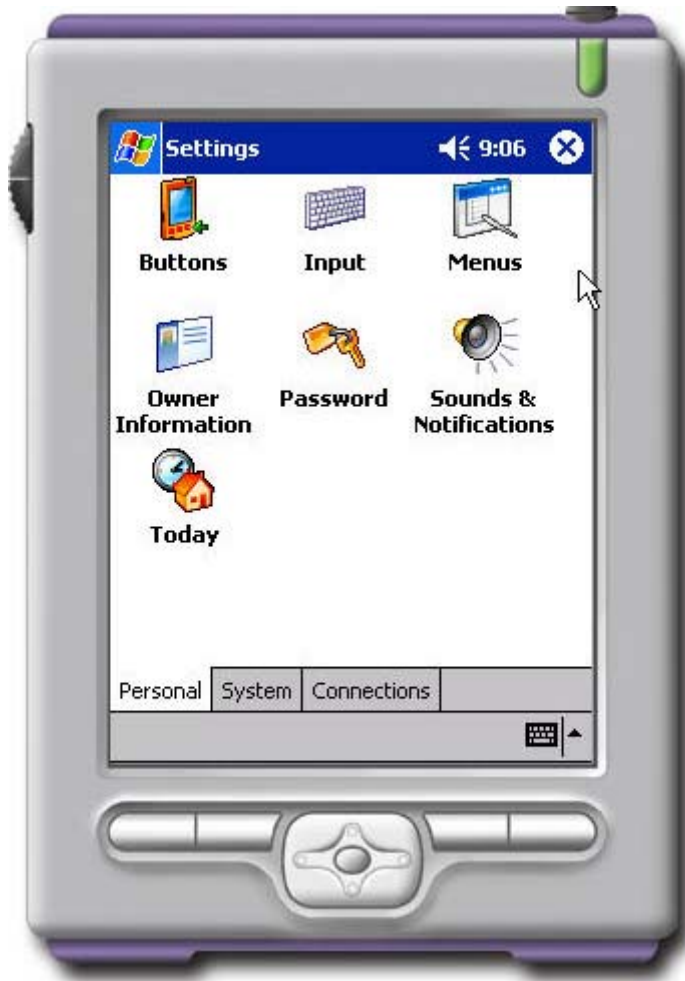 Settings 9:06
Buttons Input Menus
Owner Password Sounds &
Information Notifications
Today
Personal System Connections